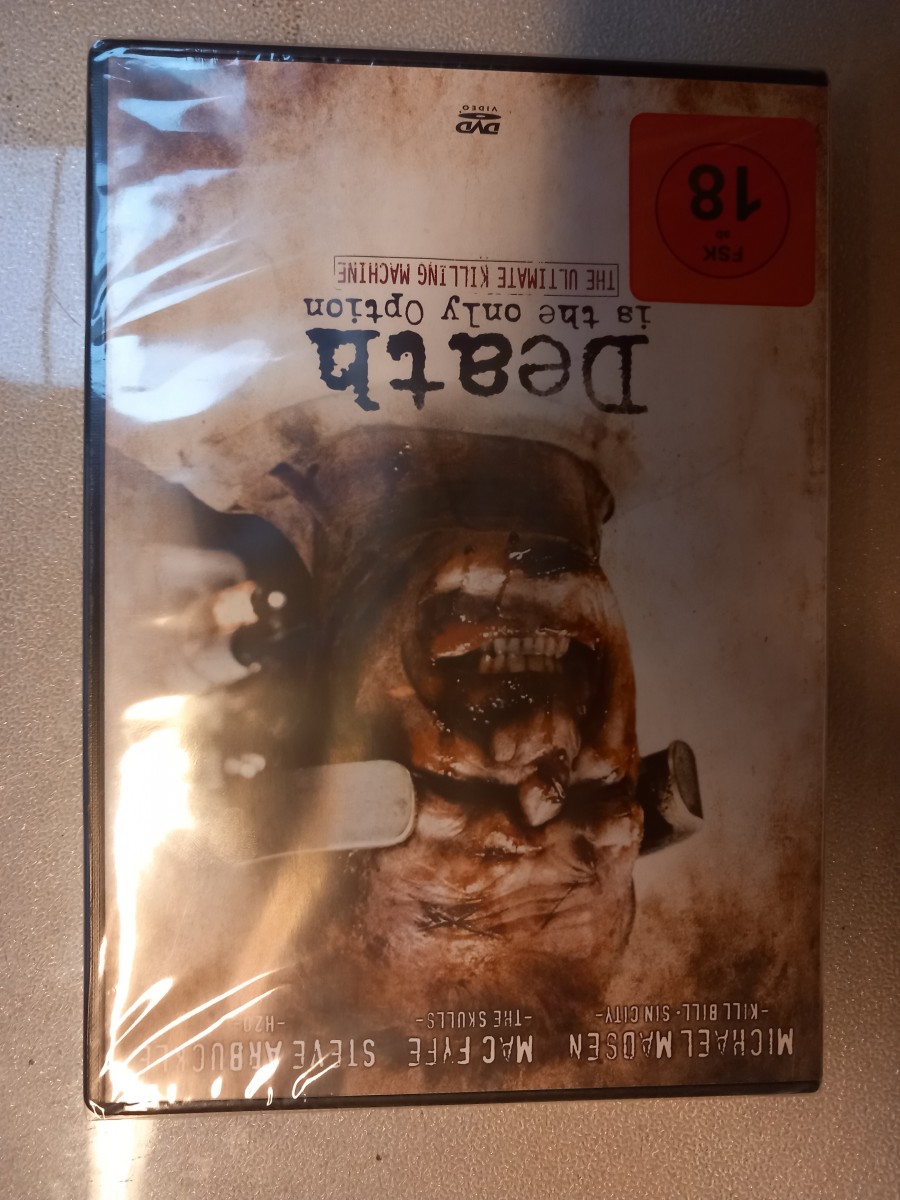 MICHAEL MADSEN MAC FYFE STEVE ARBUCKLE
-KILL BILL, SIN CITY- -THE SKULLS- -H2O-
Death
is the only Option
THE ULTIMATE KILLING MACHINE
FSK
ab
18
DVD
VIDEO